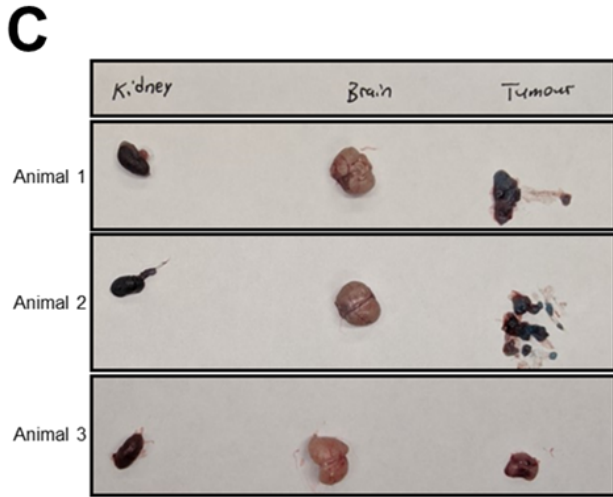 C
Kidney Brain Tumour
Animal 1
Animal 2
Animal 3